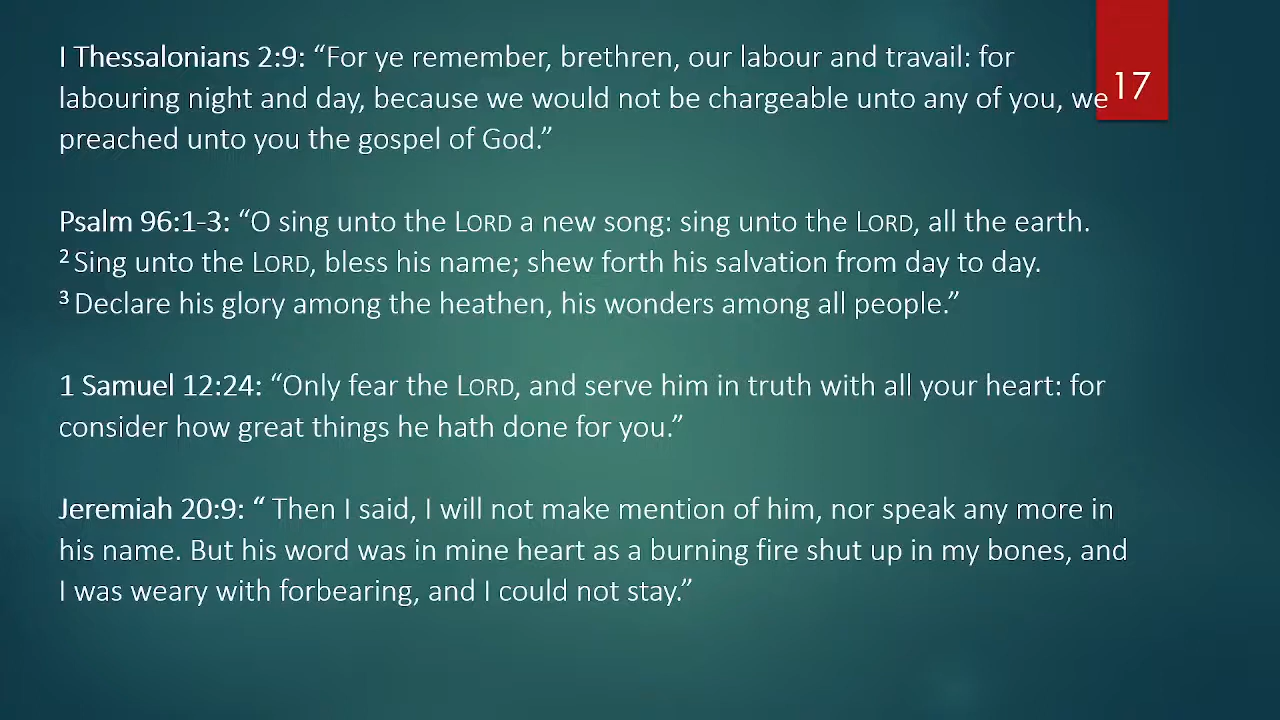 I Thessalonians 2:9: “For ye remember, brethren, our labour and travail: for
labouring night and day, because we would not be chargeable unto any of you, we
17
preached unto you the gospel of God.”
Psalm 96:1-3: “O sing unto the LORD a new song: sing unto the LORD, all the earth.
2 Sing unto the LORD, bless his name; shew forth his salvation from day to day.
3 Declare his glory among the heathen, his wonders among all people.”
1 Samuel 12:24: “Only fear the LORD, and serve him in truth with all your heart: for
consider how great things he hath done for you.”
Jeremiah 20:9: “ Then I said, I will not make mention of him, nor speak any more in
his name. But his word was in mine heart as a burning fire shut up in my bones, and
I was weary with forbearing, and I could not stay.”